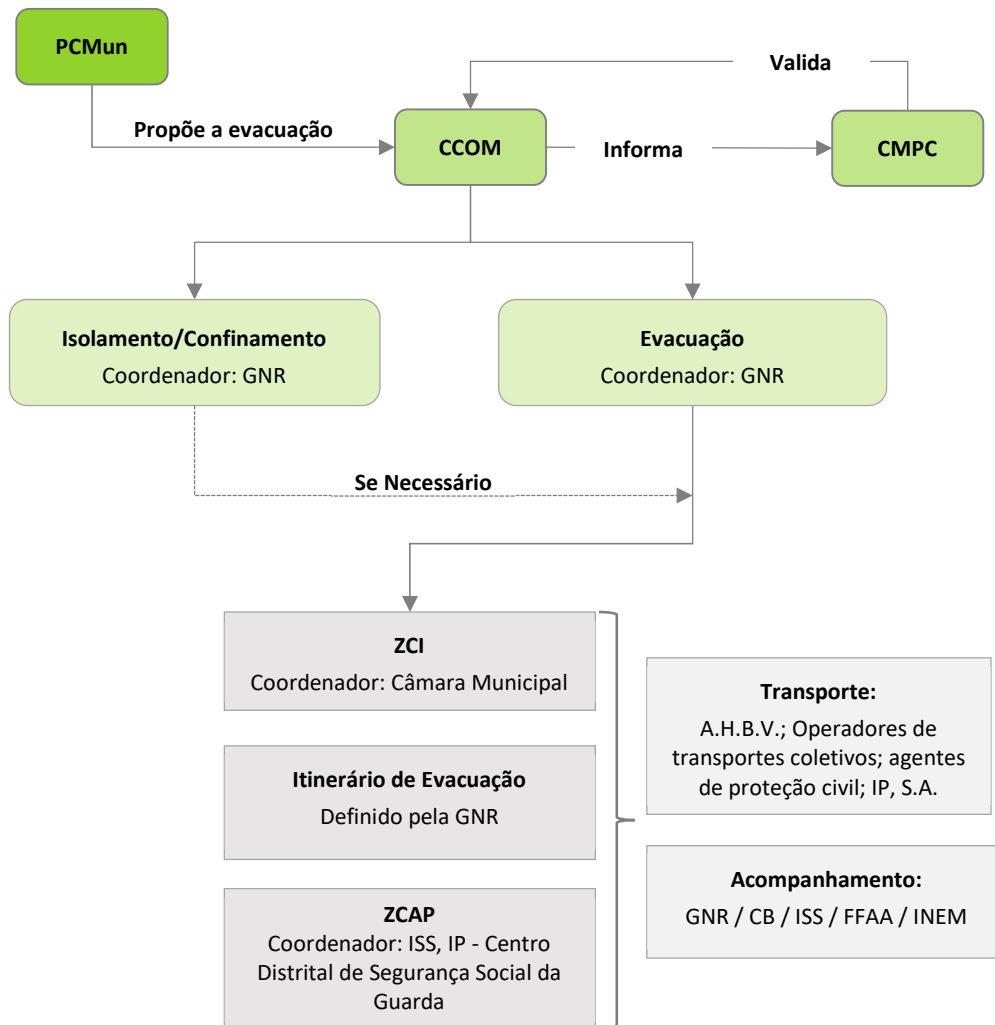 PCMun
Valida
Propõe a evacuação
CCOM
Informa
CMPC
Isolamento/Confinamento
Coordenador: GNR
Evacuação
Coordenador: GNR
Se Necessário
ZCI
Coordenador: Câmara Municipal
Itinerário de Evacuação
Definido pela GNR
ZCAP
Coordenador: ISS, IP - Centro
Distrital de Segurança Social da
Guarda
Transporte:
A.H.B.V.; Operadores de
transportes coletivos; agentes
de proteção civil; IP, S.A.
Acompanhamento:
GNR / CB / ISS / FFAA / INEM